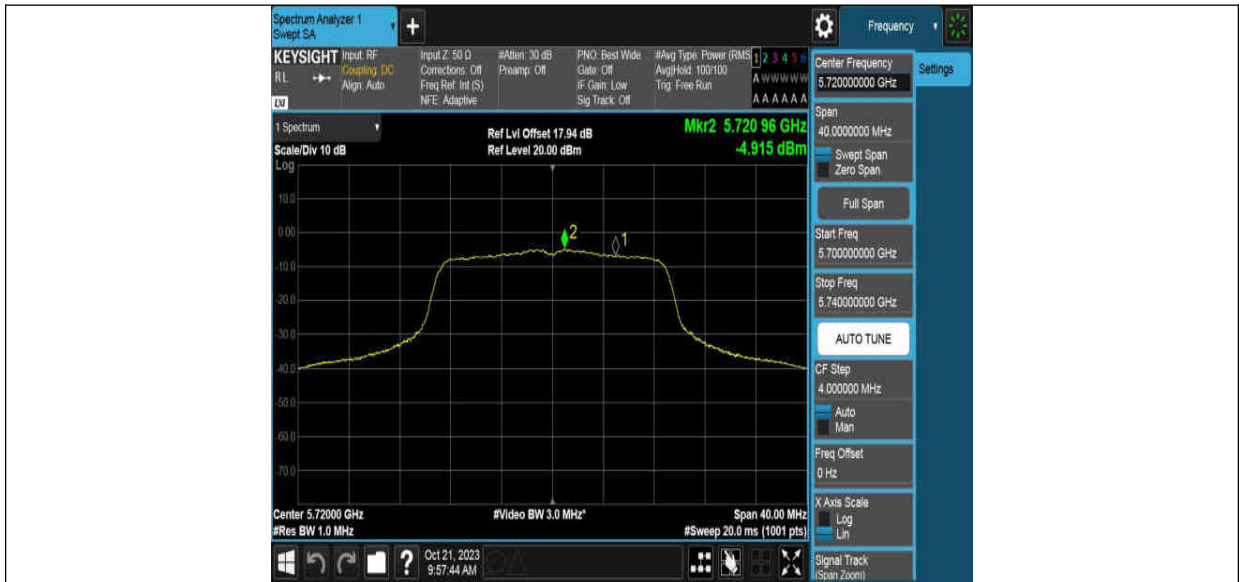 Spectrum Analyzer 1
Swept SA
Frequency
KEYSIGHT
RL
LXI
Input: RF
Coupling: DC
Align: Auto
Input Z: 50 Ω
Corrections: Off
Freq Ref: Int (S)
NFE: Adaptive
#Atten: 30 dB
Preamp: Off
PNO: Best Wide
Gate: Off
IF Gain: Low
Sig Track: Off
#Avg Type: Power (RMS
Avg|Hold: 100/100
Trig: Free Run
1 2 3 4 5 6
A W W W W W
A A A A A A
1 Spectrum
Scale/Div 10 dB
Ref Lvl Offset 17.94 dB
Ref Level 20.00 dBm
Mkr2 5.720 96 GHz
-4.915 dBm
Log
10.0
0.00
-10.0
-20.0
-30.0
-40.0
-50.0
-60.0
-70.0
2
1
Center 5.72000 GHz
#Res BW 1.0 MHz
#Video BW 3.0 MHz*
Span 40.00 MHz
#Sweep 20.0 ms (1001 pts)
?
Oct 21, 2023
9:57:44 AM
Center Frequency
5.720000000 GHz
Settings
Span
40.0000000 MHz
Swept Span
Zero Span
Full Span
Start Freq
5.700000000 GHz
Stop Freq
5.740000000 GHz
AUTO TUNE
CF Step
4.000000 MHz
Auto
Man
Freq Offset
0 Hz
X Axis Scale
Log
Lin
Signal Track
(Span Zoom)